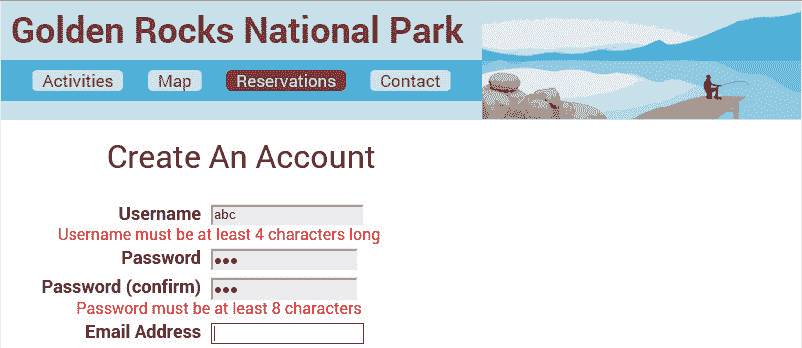 Golden Rocks National Park
Activities Map Reservations Contact
Create An Account
Username abc
Username must be at least 4 characters long
Password •••
Password (confirm) •••
Password must be at least 8 characters
Email Address